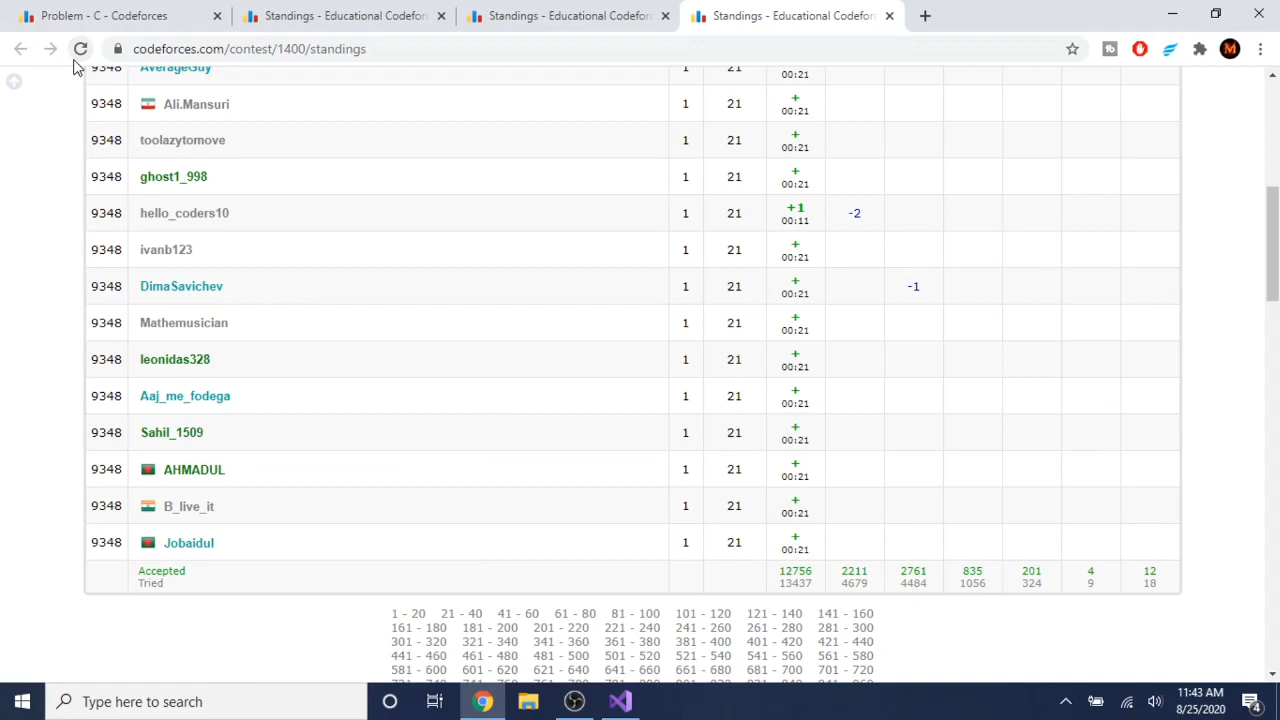 Problem - C - Codeforces
Standings - Educational Codefor
Standings - Educational Codefor
Standings - Educational Codefor
codeforces.com/contest/1400/standings
9348 AverageGuy 1 21 00:21
9348 Ali.Mansuri 1 21 + 00:21
9348 toolazytomove 1 21 + 00:21
9348 ghost1_998 1 21 + 00:21
9348 hello_coders10 1 21 +1 00:11 -2
9348 ivanb123 1 21 + 00:21
9348 DimaSavichev 1 21 + 00:21 -1
9348 Mathemusician 1 21 + 00:21
9348 leonidas328 1 21 + 00:21
9348 Aaj_me_fodega 1 21 + 00:21
9348 Sahil_1509 1 21 + 00:21
9348 AHMADUL 1 21 + 00:21
9348 B_live_it 1 21 + 00:21
9348 Jobaidul 1 21 + 00:21
Accepted 12756 2211 2761 835 201 4 12
Tried 13437 4679 4484 1056 324 9 18
1 - 20 21 - 40 41 - 60 61 - 80 81 - 100 101 - 120 121 - 140 141 - 160
161 - 180 181 - 200 201 - 220 221 - 240 241 - 260 261 - 280 281 - 300
301 - 320 321 - 340 341 - 360 361 - 380 381 - 400 401 - 420 421 - 440
441 - 460 461 - 480 481 - 500 501 - 520 521 - 540 541 - 560 561 - 580
581 - 600 601 - 620 621 - 640 641 - 660 661 - 680 681 - 700 701 - 720
Type here to search
11:43 AM
8/25/2020
4